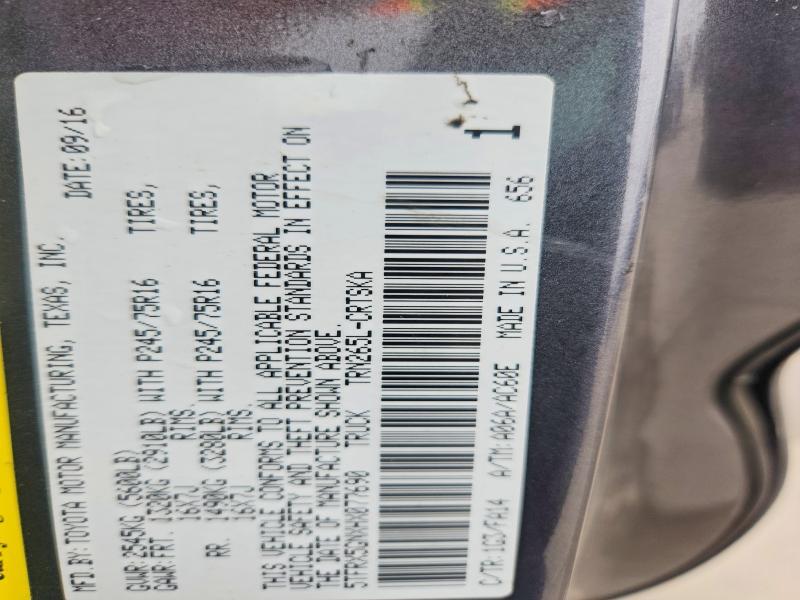 MFD.BY: TOYOTA MOTOR MANUFACTURING, TEXAS, INC. DATE: 09/16
GVWR: 2545KG (5600LB)
GAWR: FRT. 1320KG (2910LB) WITH P245/75R16 TIRES,
16X7J RIMS.
RR. 1490KG (3280LB) WITH P245/75R16 TIRES,
16X7J RIMS.
THIS VEHICLE CONFORMS TO ALL APPLICABLE FEDERAL MOTOR
VEHICLE SAFETY AND THEFT PREVENTION STANDARDS IN EFFECT ON
THE DATE OF MANUFACTURE SHOWN ABOVE.
5TFRX5GNXHX077690 TRUCK TRN265L-CRTSKA
1
C/TR: 1G3/FA14 A/TM: A06A/AC60E MADE IN U.S.A. 656